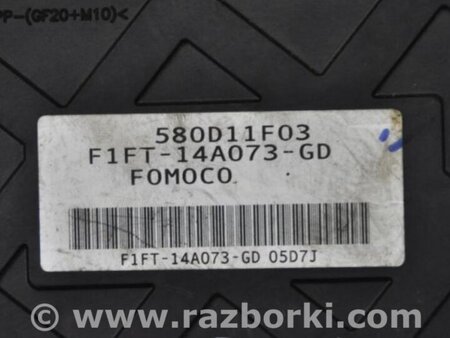 PP-(GF20+M10)<
580D11F03
F1FT-14A073-GD
FOMOCO
F1FT-14A073-GD 05D7J
© www.razborki.com